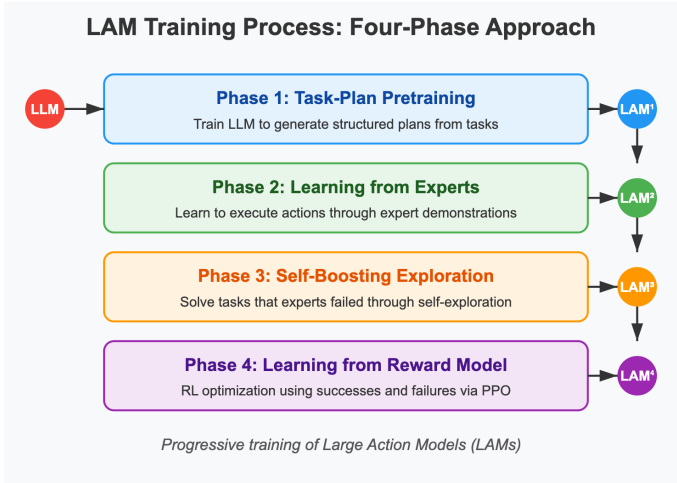 LAM Training Process: Four-Phase Approach
LLM
Phase 1: Task-Plan Pretraining
Train LLM to generate structured plans from tasks
LAM¹
Phase 2: Learning from Experts
Learn to execute actions through expert demonstrations
LAM²
Phase 3: Self-Boosting Exploration
Solve tasks that experts failed through self-exploration
LAM³
Phase 4: Learning from Reward Model
RL optimization using successes and failures via PPO
LAM⁴
Progressive training of Large Action Models (LAMs)